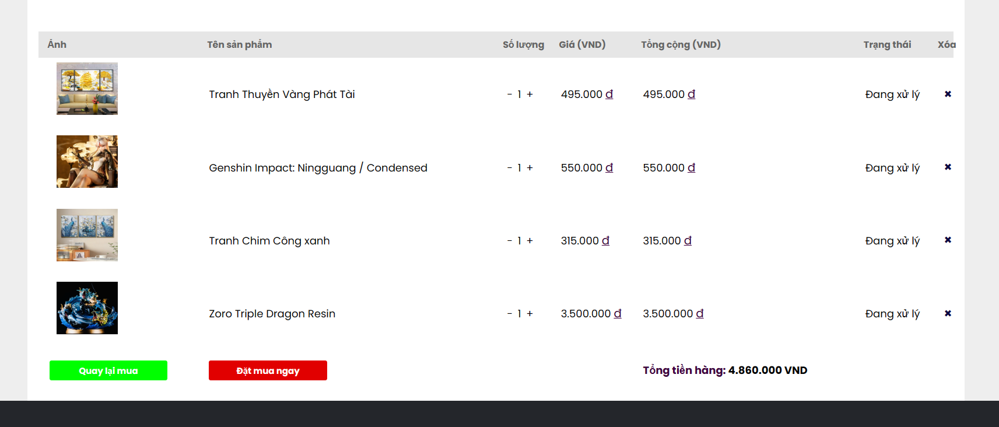 Ảnh Tên sản phẩm Số lượng Giá (VND) Tổng cộng (VND) Trạng thái Xóa
Tranh Thuyền Vàng Phát Tài - 1 + 495.000 đ 495.000 đ Đang xử lý ✖
Genshin Impact: Ningguang / Condensed - 1 + 550.000 đ 550.000 đ Đang xử lý ✖
Tranh Chim Công xanh - 1 + 315.000 đ 315.000 đ Đang xử lý ✖
Zoro Triple Dragon Resin - 1 + 3.500.000 đ 3.500.000 đ Đang xử lý ✖
Quay lại mua Đặt mua ngay Tổng tiền hàng: 4.860.000 VND